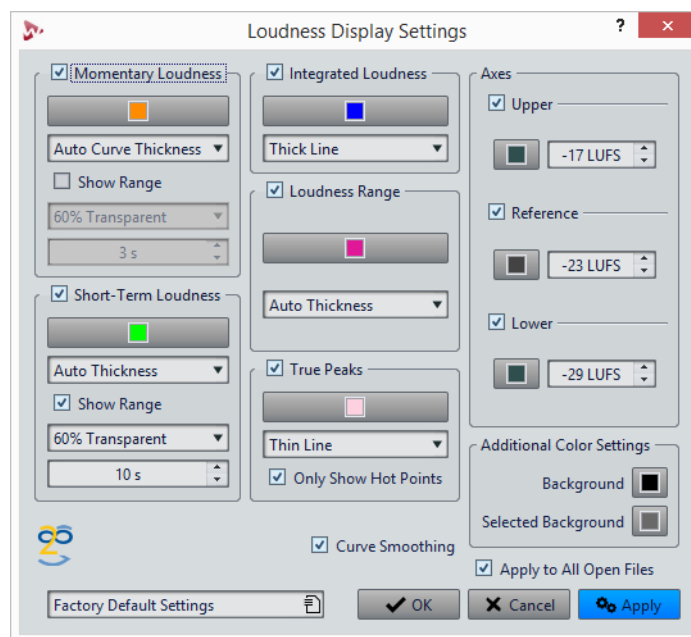 Loudness Display Settings
?
Momentary Loudness
Auto Curve Thickness
Show Range
60% Transparent
3 s
Short-Term Loudness
Auto Thickness
Show Range
60% Transparent
10 s
Integrated Loudness
Thick Line
Loudness Range
Auto Thickness
True Peaks
Thin Line
Only Show Hot Points
Axes
Upper
-17 LUFS
Reference
-23 LUFS
Lower
-29 LUFS
Additional Color Settings
Background
Selected Background
Curve Smoothing
Apply to All Open Files
Factory Default Settings
OK
Cancel
Apply